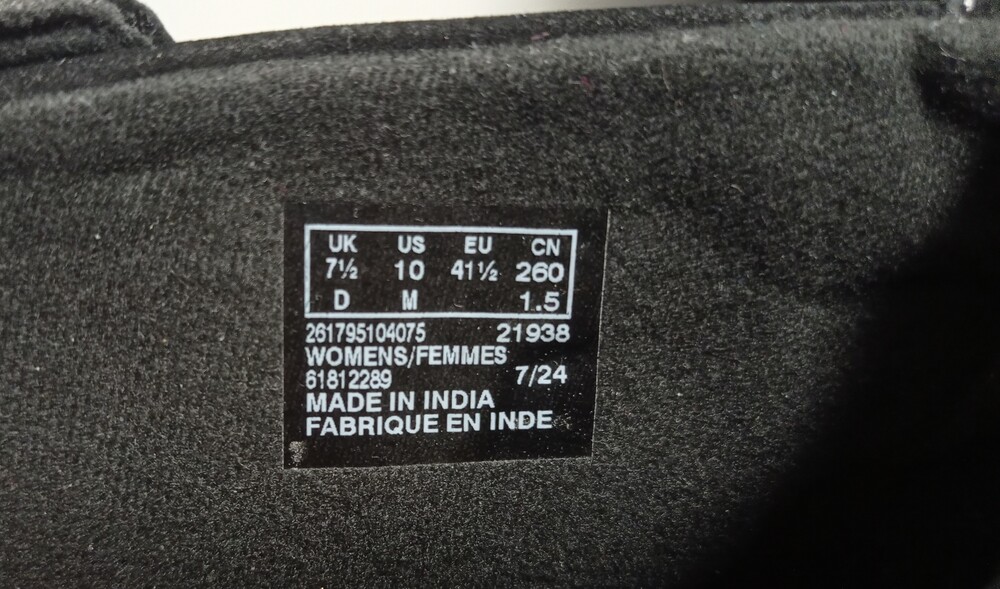 UK US EU CN
7½ 10 41½ 260
D M 1.5
261795104075 21938
WOMENS/FEMMES
61812289 7/24
MADE IN INDIA
FABRIQUE EN INDE